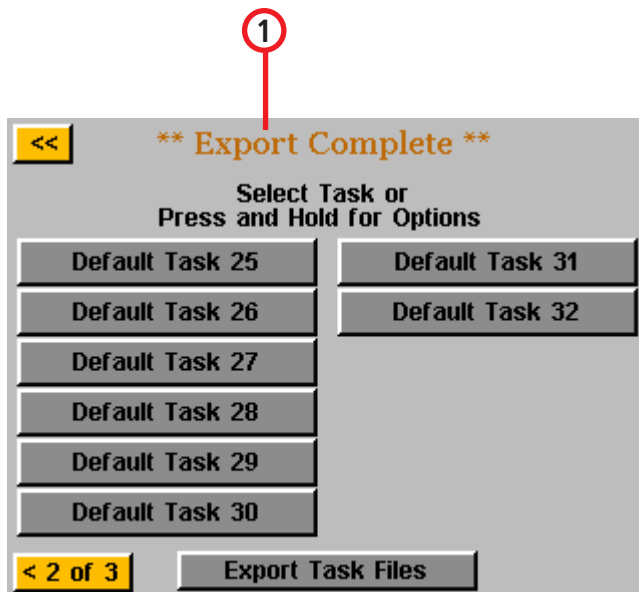 1
<< ** Export Complete **
Select Task or
Press and Hold for Options
Default Task 25
Default Task 26
Default Task 27
Default Task 28
Default Task 29
Default Task 30
Default Task 31
Default Task 32
< 2 of 3
Export Task Files